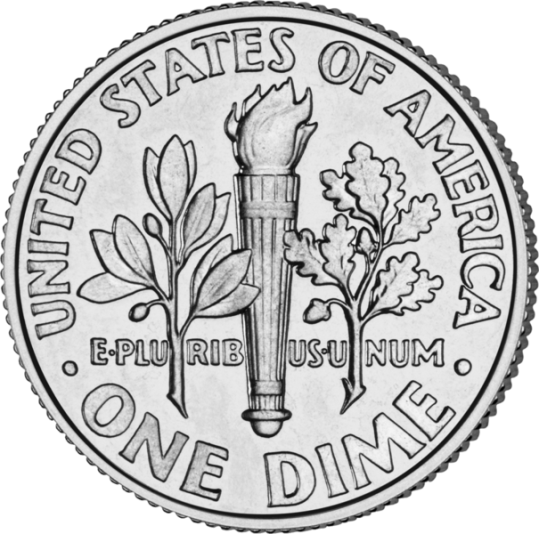 UNITED STATES OF AMERICA
E·PLURIBUS·UNUM
ONE DIME